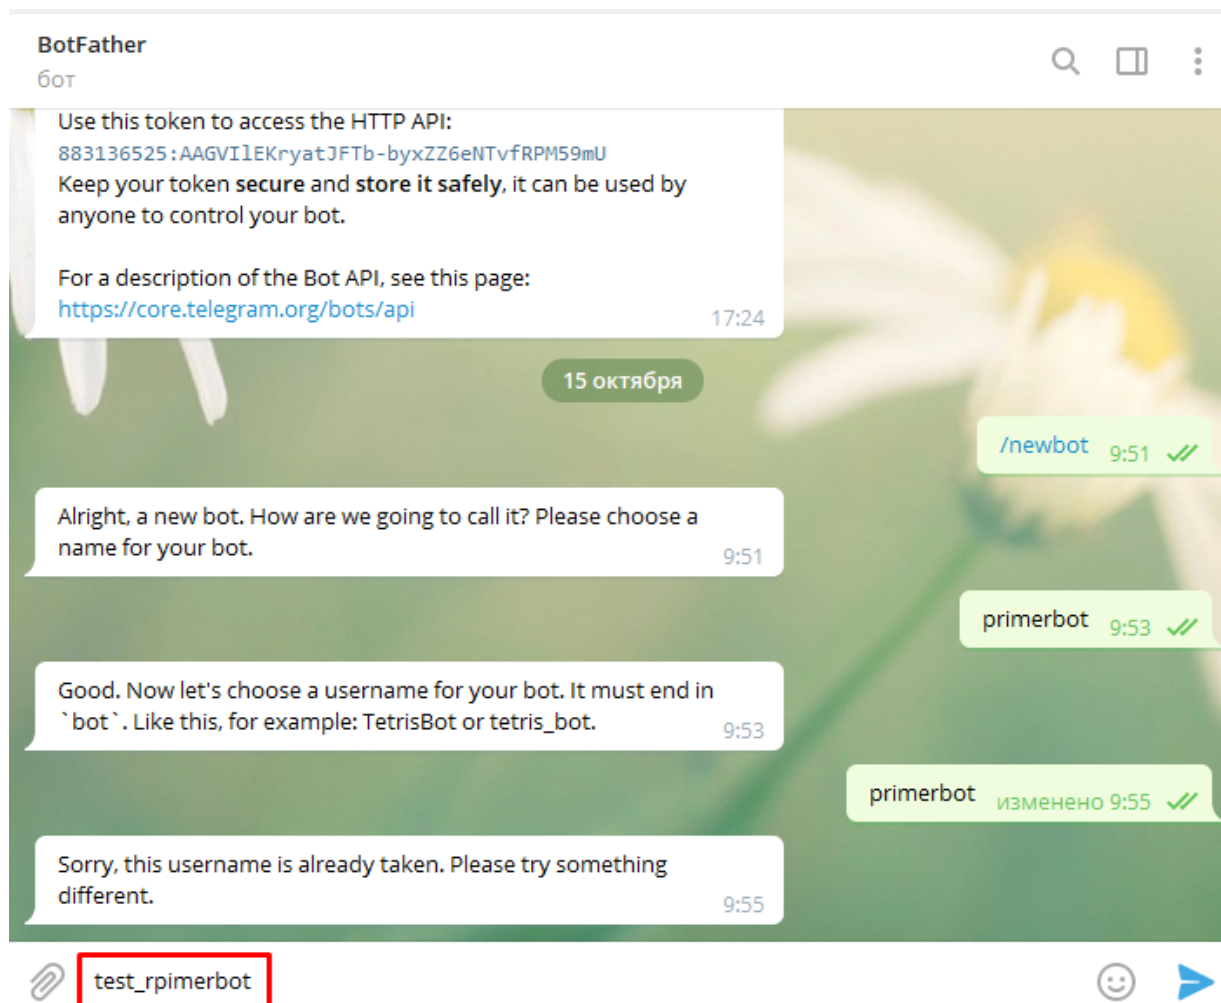 BotFather
бот
Use this token to access the HTTP API:
883136525:AAGVIlEKryatJFTb-byxZZ6eNTvfRPM59mU
Keep your token secure and store it safely, it can be used by
anyone to control your bot.
For a description of the Bot API, see this page:
https://core.telegram.org/bots/api
17:24
15 октября
/newbot 9:51
Alright, a new bot. How are we going to call it? Please choose a
name for your bot.
9:51
primerbot 9:53
Good. Now let's choose a username for your bot. It must end in
`bot`. Like this, for example: TetrisBot or tetris_bot.
9:53
primerbot изменено 9:55
Sorry, this username is already taken. Please try something
different.
9:55
test_rpimerbot